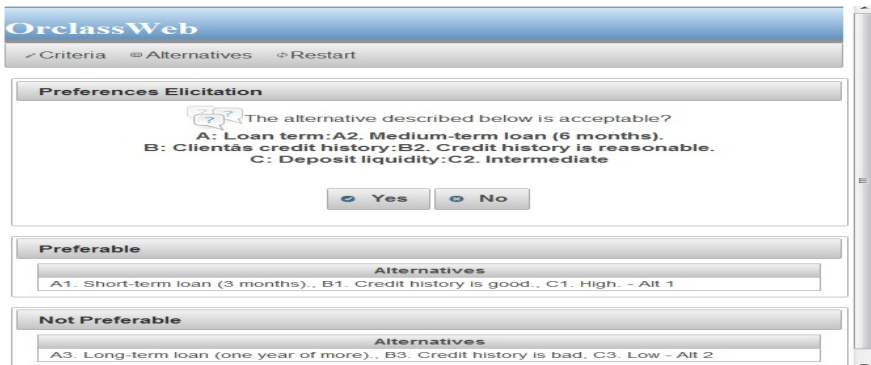 OrclassWeb
Criteria Alternatives Restart
Preferences Elicitation
The alternative described below is acceptable?
A: Loan term:A2. Medium-term loan (6 months).
B: Clientâs credit history:B2. Credit history is reasonable.
C: Deposit liquidity:C2. Intermediate
Yes No
Preferable
Alternatives
A1. Short-term loan (3 months)., B1. Credit history is good., C1. High. - Alt 1
Not Preferable
Alternatives
A3. Long-term loan (one year of more)., B3. Credit history is bad, C3. Low - Alt 2